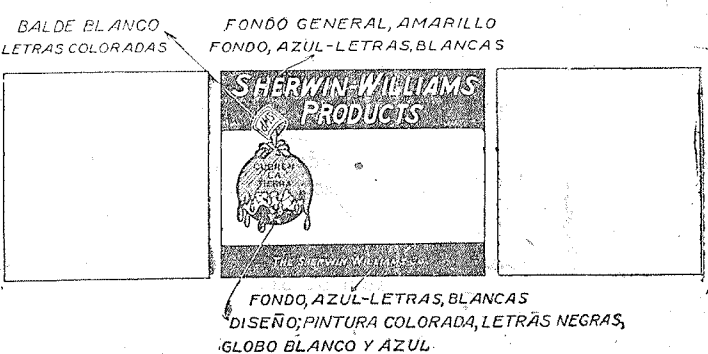 BALDE BLANCO
LETRAS COLORADAS
FONDO GENERAL, AMARILLO
FONDO, AZUL-LETRAS, BLANCAS
SHERWIN-WILLIAMS
PRODUCTS
CUBREN
LA
TIERRA
THE SHERWIN-WILLIAMS
FONDO, AZUL-LETRAS, BLANCAS
DISEÑO; PINTURA COLORADA, LETRAS NEGRAS,
GLOBO BLANCO Y AZUL